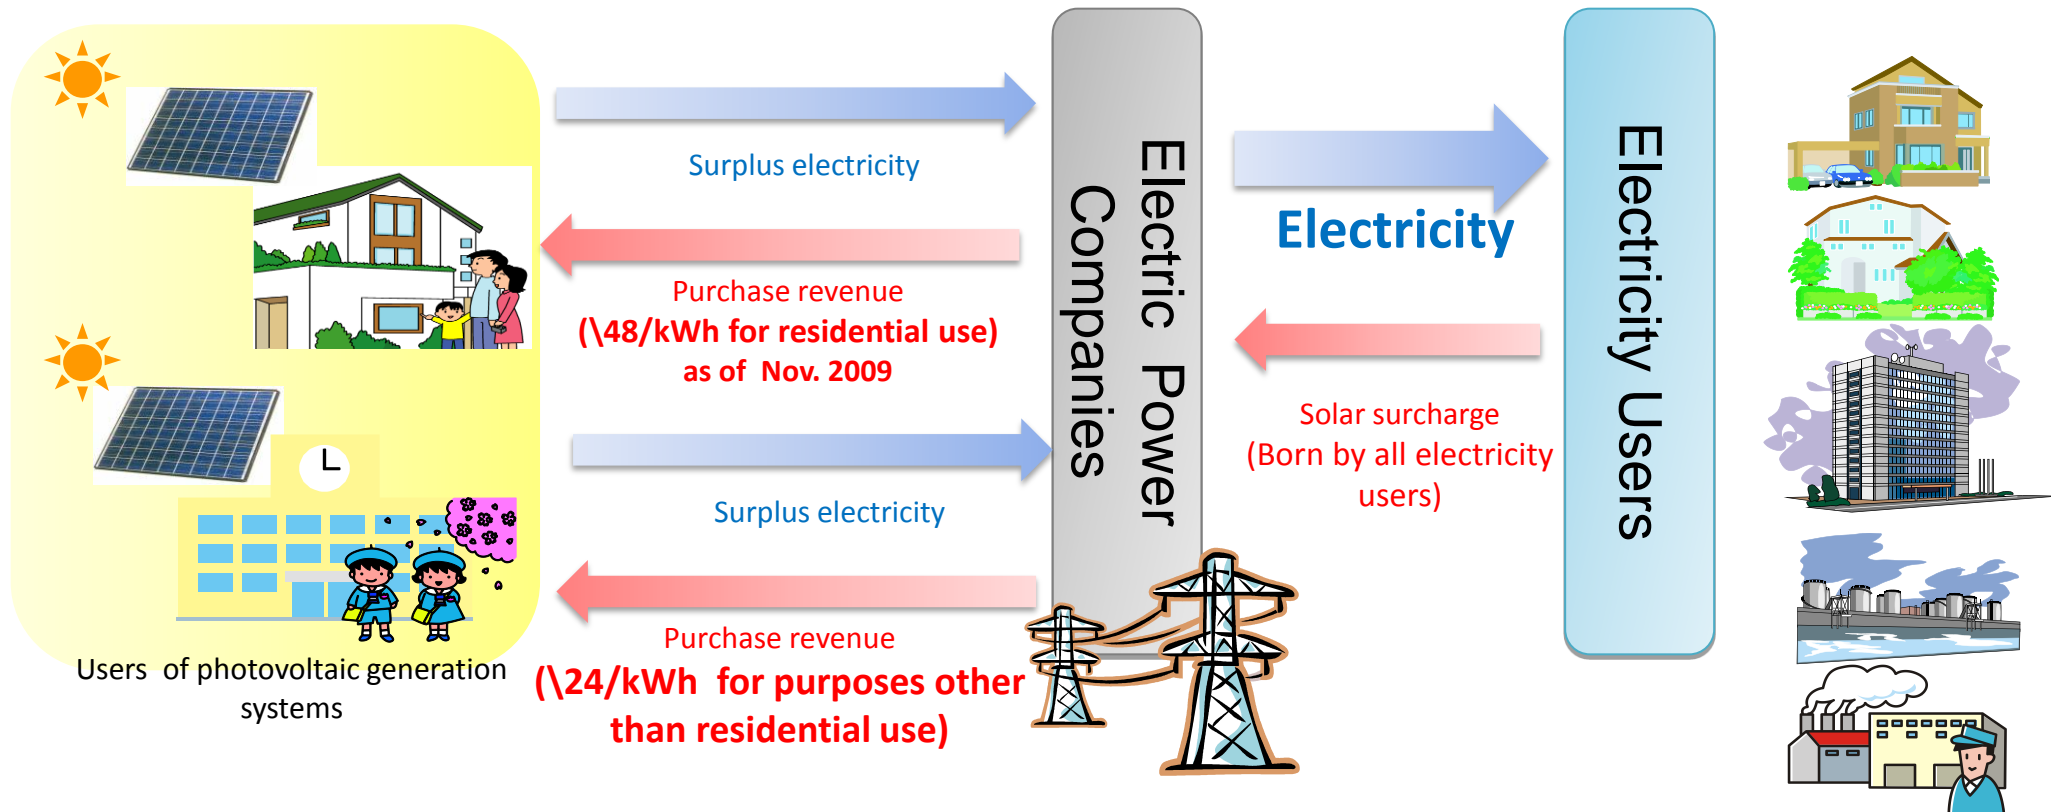 Surplus electricity
Purchase revenue
(\48/kWh for residential use)
as of  Nov. 2009
Surplus electricity
Purchase revenue
(\24/kWh  for purposes other
than residential use)
Users  of photovoltaic generation
systems
Electric  Power
Companies
Electricity
Solar surcharge
(Born by all electricity
users)
Electricity Users